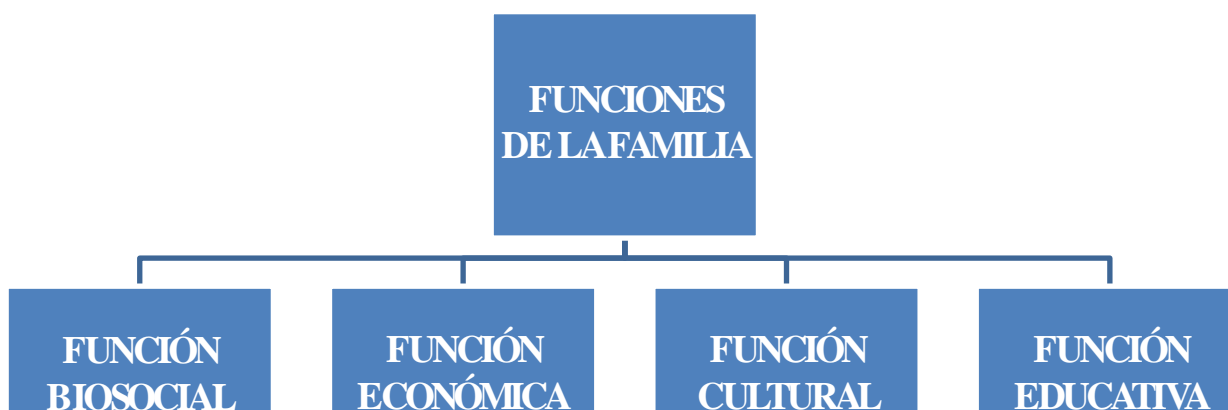 FUNCIONES
DE LA FAMILIA
FUNCIÓN
BIOSOCIAL
FUNCIÓN
ECONÓMICA
FUNCIÓN
CULTURAL
FUNCIÓN
EDUCATIVA